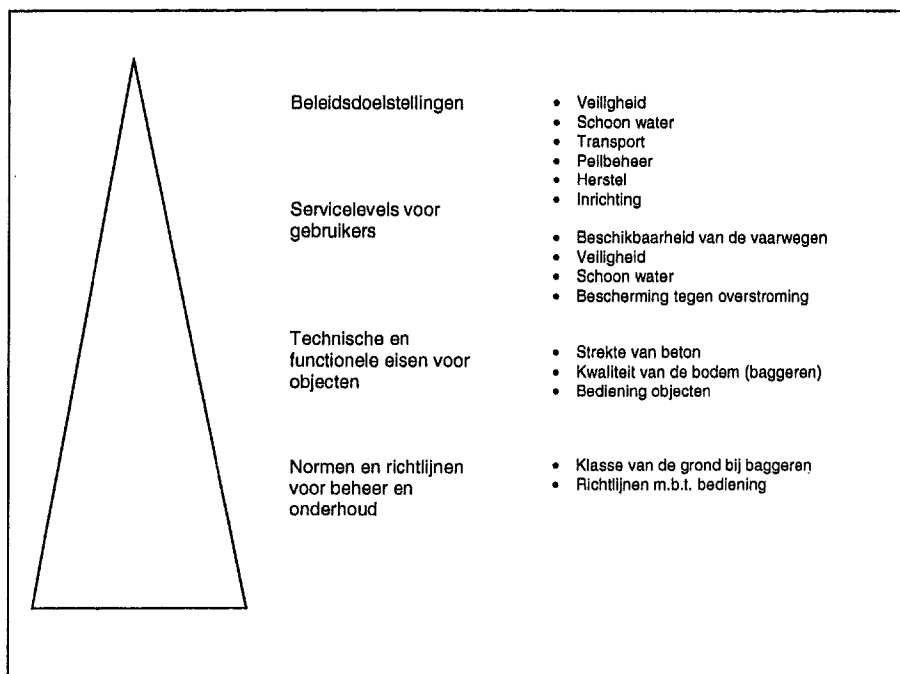 Beleidsdoelstellingen
• Veiligheid
• Schoon water
• Transport
• Peilbeheer
• Herstel
• Inrichting
Servicelevels voor
gebruikers
• Beschikbaarheid van de vaarwegen
• Veiligheid
• Schoon water
• Bescherming tegen overstroming
Technische en
functionele eisen voor
objecten
• Strekte van beton
• Kwaliteit van de bodem (baggeren)
• Bediening objecten
Normen en richtlijnen
voor beheer en
onderhoud
• Klasse van de grond bij baggeren
• Richtlijnen m.b.t. bediening